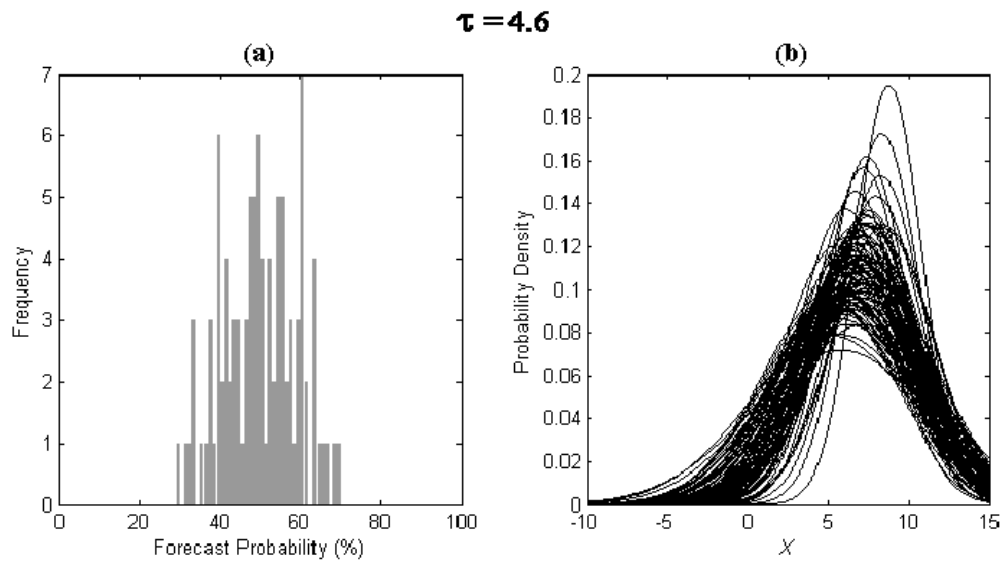 τ = 4.6
(a)
7
6
5
4
3
2
1
0
Frequency
0 20 40 60 80 100
Forecast Probability (%)
(b)
0.2
0.18
0.16
0.14
0.12
0.1
0.08
0.06
0.04
0.02
0
Probability Density
-10 -5 0 5 10 15
X